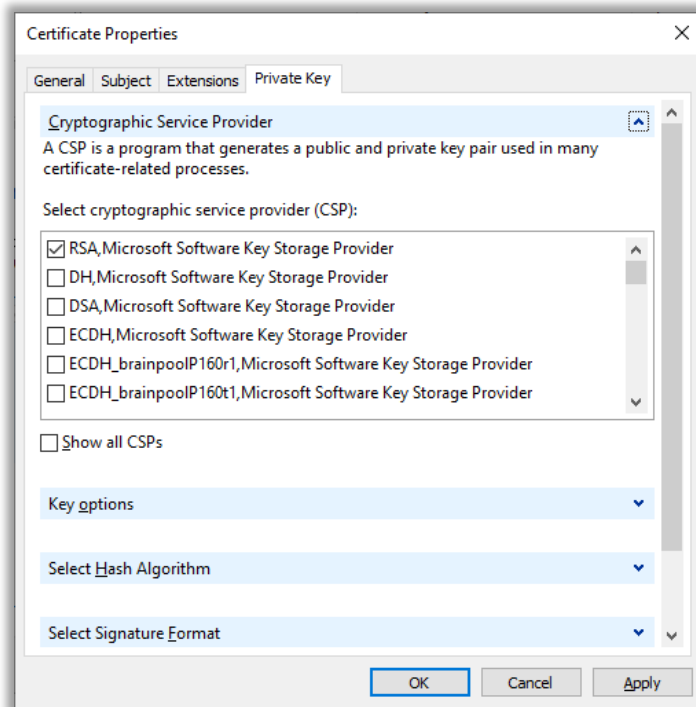 Certificate Properties
General Subject Extensions Private Key
Cryptographic Service Provider
A CSP is a program that generates a public and private key pair used in many
certificate-related processes.
Select cryptographic service provider (CSP):
RSA,Microsoft Software Key Storage Provider
DH,Microsoft Software Key Storage Provider
DSA,Microsoft Software Key Storage Provider
ECDH,Microsoft Software Key Storage Provider
ECDH_brainpoolP160r1,Microsoft Software Key Storage Provider
ECDH_brainpoolP160t1,Microsoft Software Key Storage Provider
Show all CSPs
Key options
Select Hash Algorithm
Select Signature Format
OK Cancel Apply